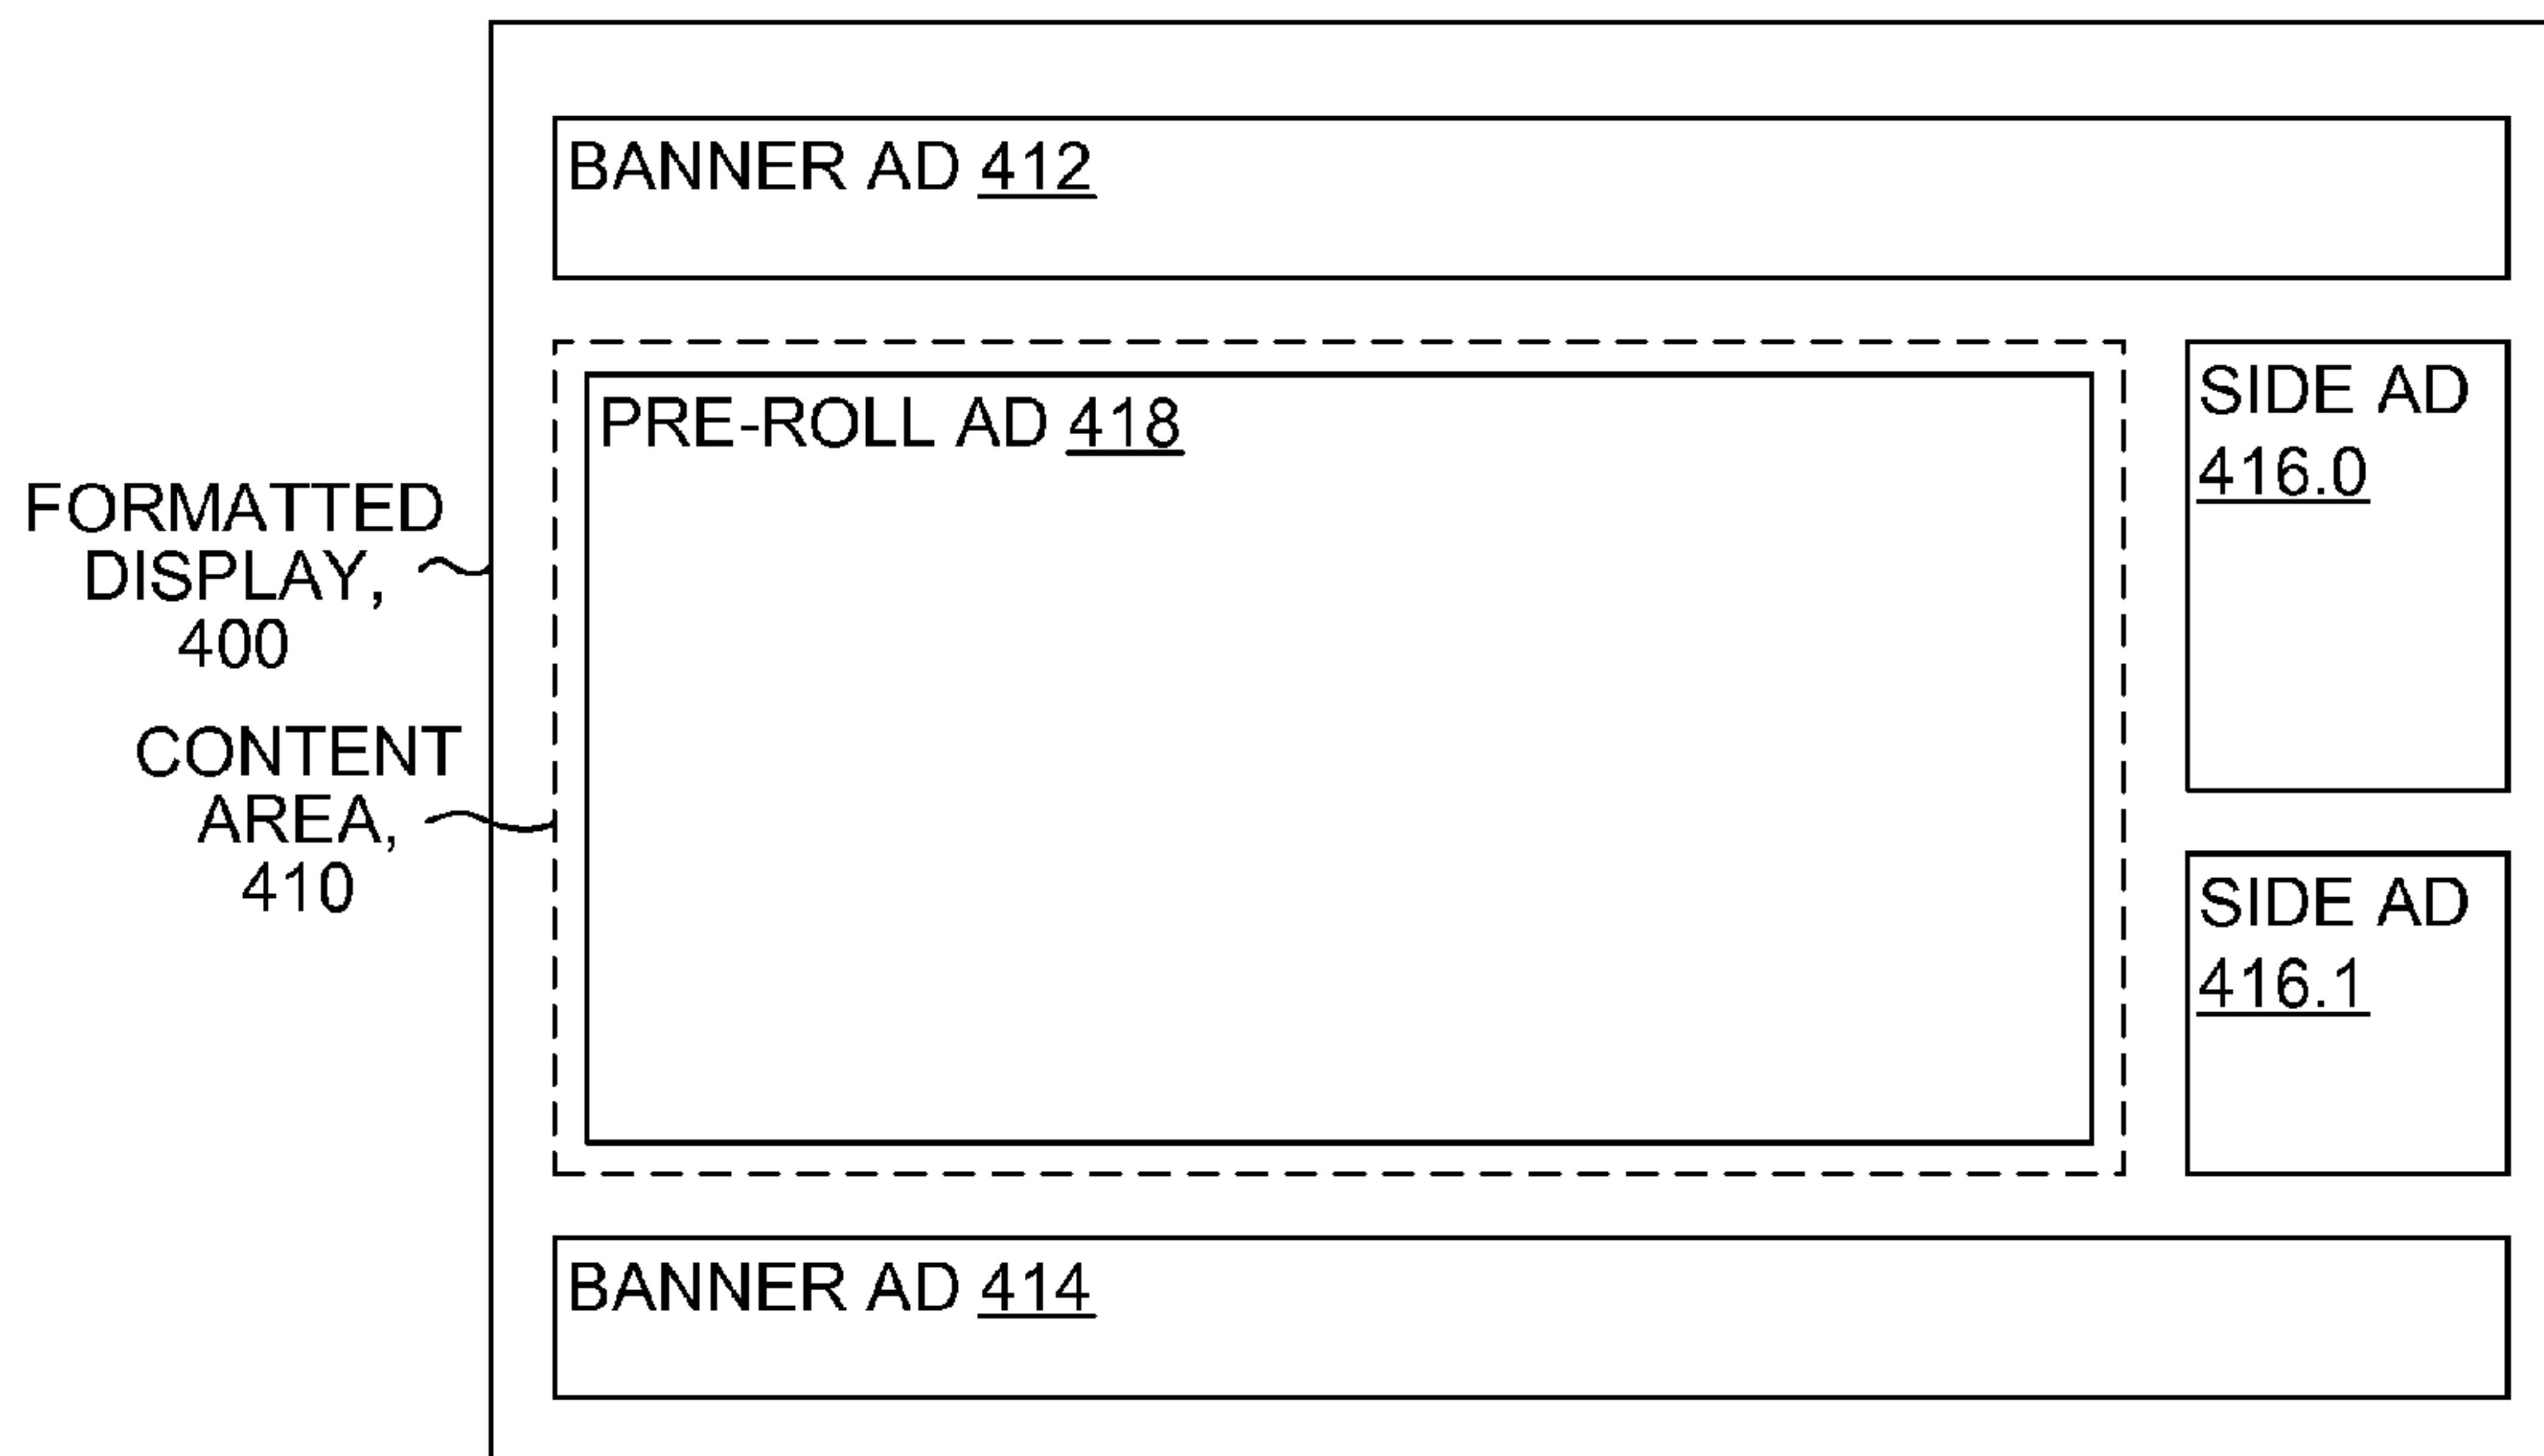 BANNER AD 412
PRE-ROLL AD 418
SIDE AD
416.0
FORMATTED
DISPLAY,
400
CONTENT
AREA,
410
SIDE AD
416.1
BANNER AD 414